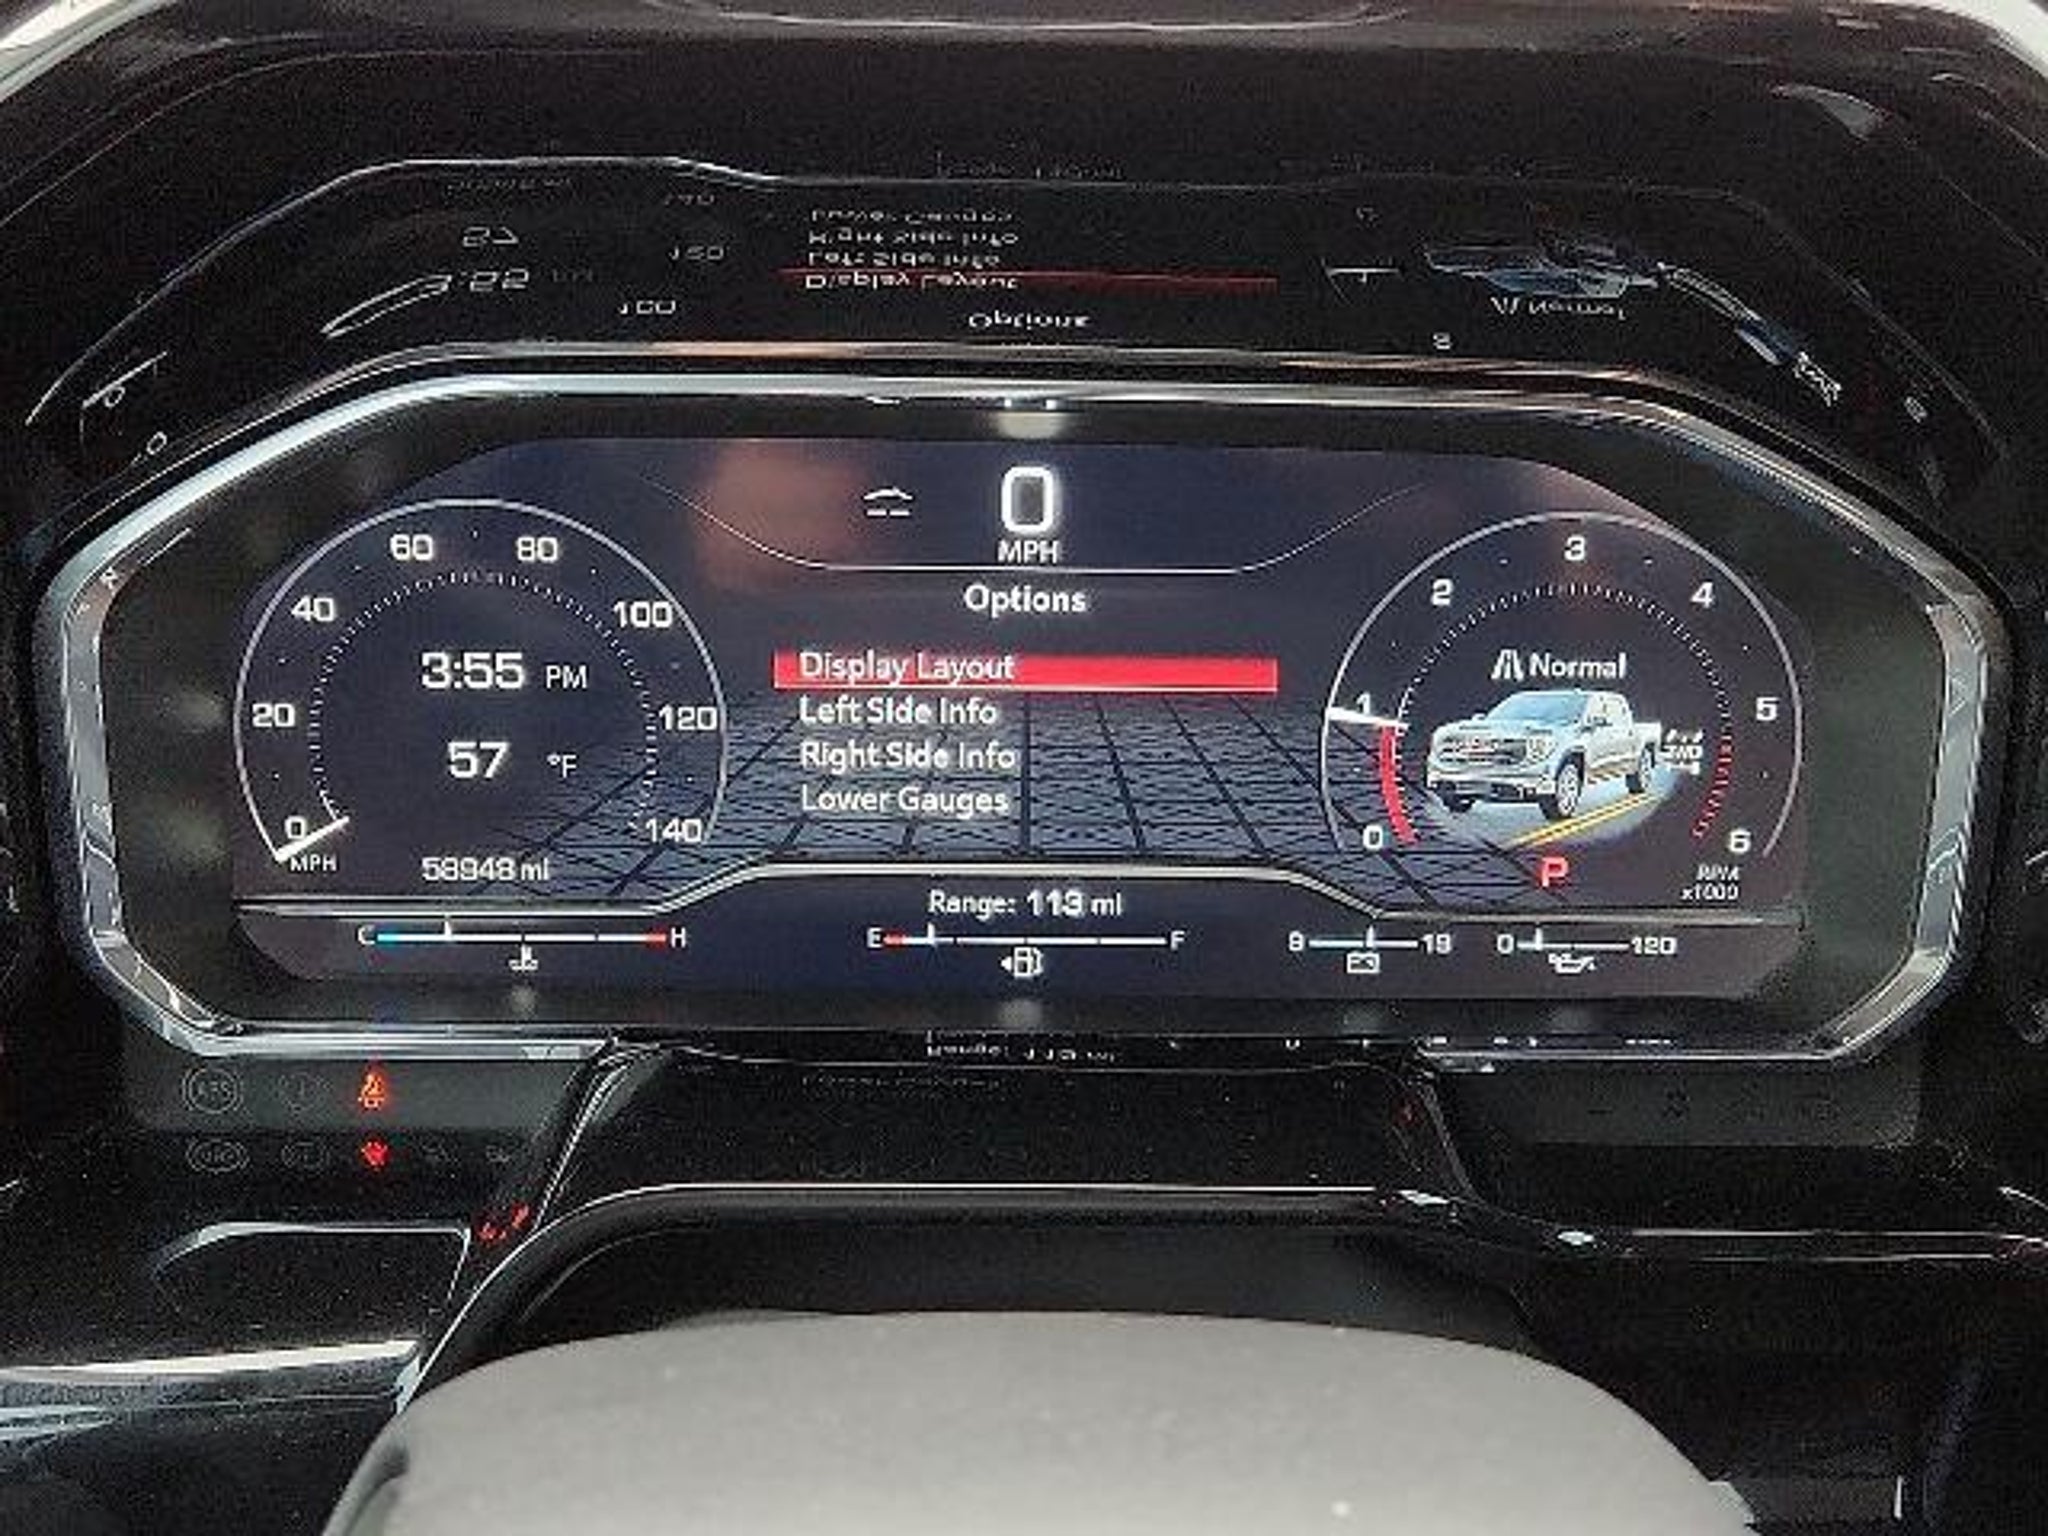 0
MPH
Options
Display Layout
Left Side Info
Right Side Info
Lower Gauges
0 20 40 60 80 100 120 140
MPH
3:55 PM
57 °F
58948 mi
0 1 2 3 4 5 6
Normal
P
RPM
x1000
Range: 113 mi
C H
E F
8 18
0 120